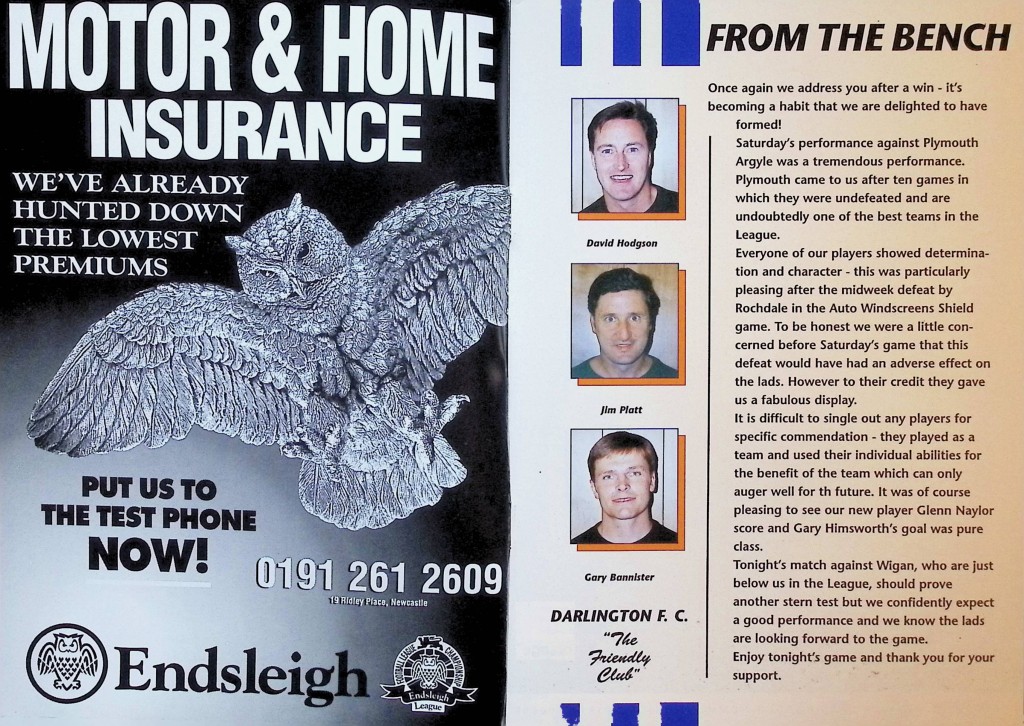 MOTOR & HOME
INSURANCE
WE'VE ALREADY
HUNTED DOWN
THE LOWEST
PREMIUMS
PUT US TO
THE TEST PHONE
NOW!
0191 261 2609
19 Ridley Place, Newcastle
Endsleigh
Endsleigh
League
FROM THE BENCH
David Hodgson
Jim Platt
Gary Bannister
DARLINGTON F. C.
"The
Friendly
Club"
Once again we address you after a win - it's
becoming a habit that we are delighted to have
formed!
Saturday's performance against Plymouth
Argyle was a tremendous performance.
Plymouth came to us after ten games in
which they were undefeated and are
undoubtedly one of the best teams in the
League.
Everyone of our players showed determina-
tion and character - this was particularly
pleasing after the midweek defeat by
Rochdale in the Auto Windscreens Shield
game. To be honest we were a little con-
cerned before Saturday's game that this
defeat would have had an adverse effect on
the lads. However to their credit they gave
us a fabulous display.
It is difficult to single out any players for
specific commendation - they played as a
team and used their individual abilities for
the benefit of the team which can only
auger well for th future. It was of course
pleasing to see our new player Glenn Naylor
score and Gary Himsworth's goal was pure
class.
Tonight's match against Wigan, who are just
below us in the League, should prove
another stern test but we confidently expect
a good performance and we know the lads
are looking forward to the game.
Enjoy tonight's game and thank you for your
support.